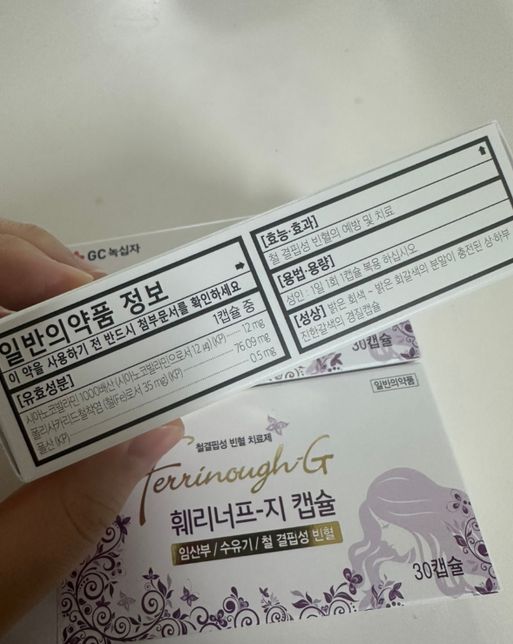 GC 녹십자
일반의약품 정보
이 약을 사용하기 전 반드시 첨부문서를 확인하세요
[유효성분]
1캡슐 중
시아노코발라민 1000배산 (시아노코발라민으로서 12 μg) (KP) 12 mg
폴리사카리드철착염 (철(Fe)로서 35 mg) (KP) 76.09 mg
폴산 (KP) 0.5 mg
[효능·효과]
철 결핍성 빈혈의 예방 및 치료
[용법·용량]
성인 : 1일 1회 1캡슐 복용 하십시오
[성상] 밝은 회색 - 밝은 회갈색의 분말이 충전된 상·하부
진한갈색의 경질캡슐
30캡슐
일반의약품
철결핍성 빈혈 치료제
Ferrinough-G
훼리너프-지 캡슐
임산부 / 수유기 / 철 결핍성 빈혈
30캡슐